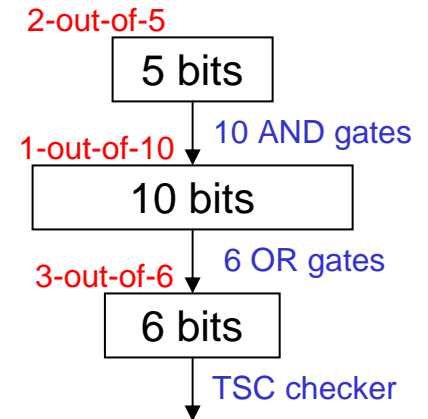 2-out-of-5
5 bits
10 AND gates
1-out-of-10
10 bits
6 OR gates
3-out-of-6
6 bits
TSC checker